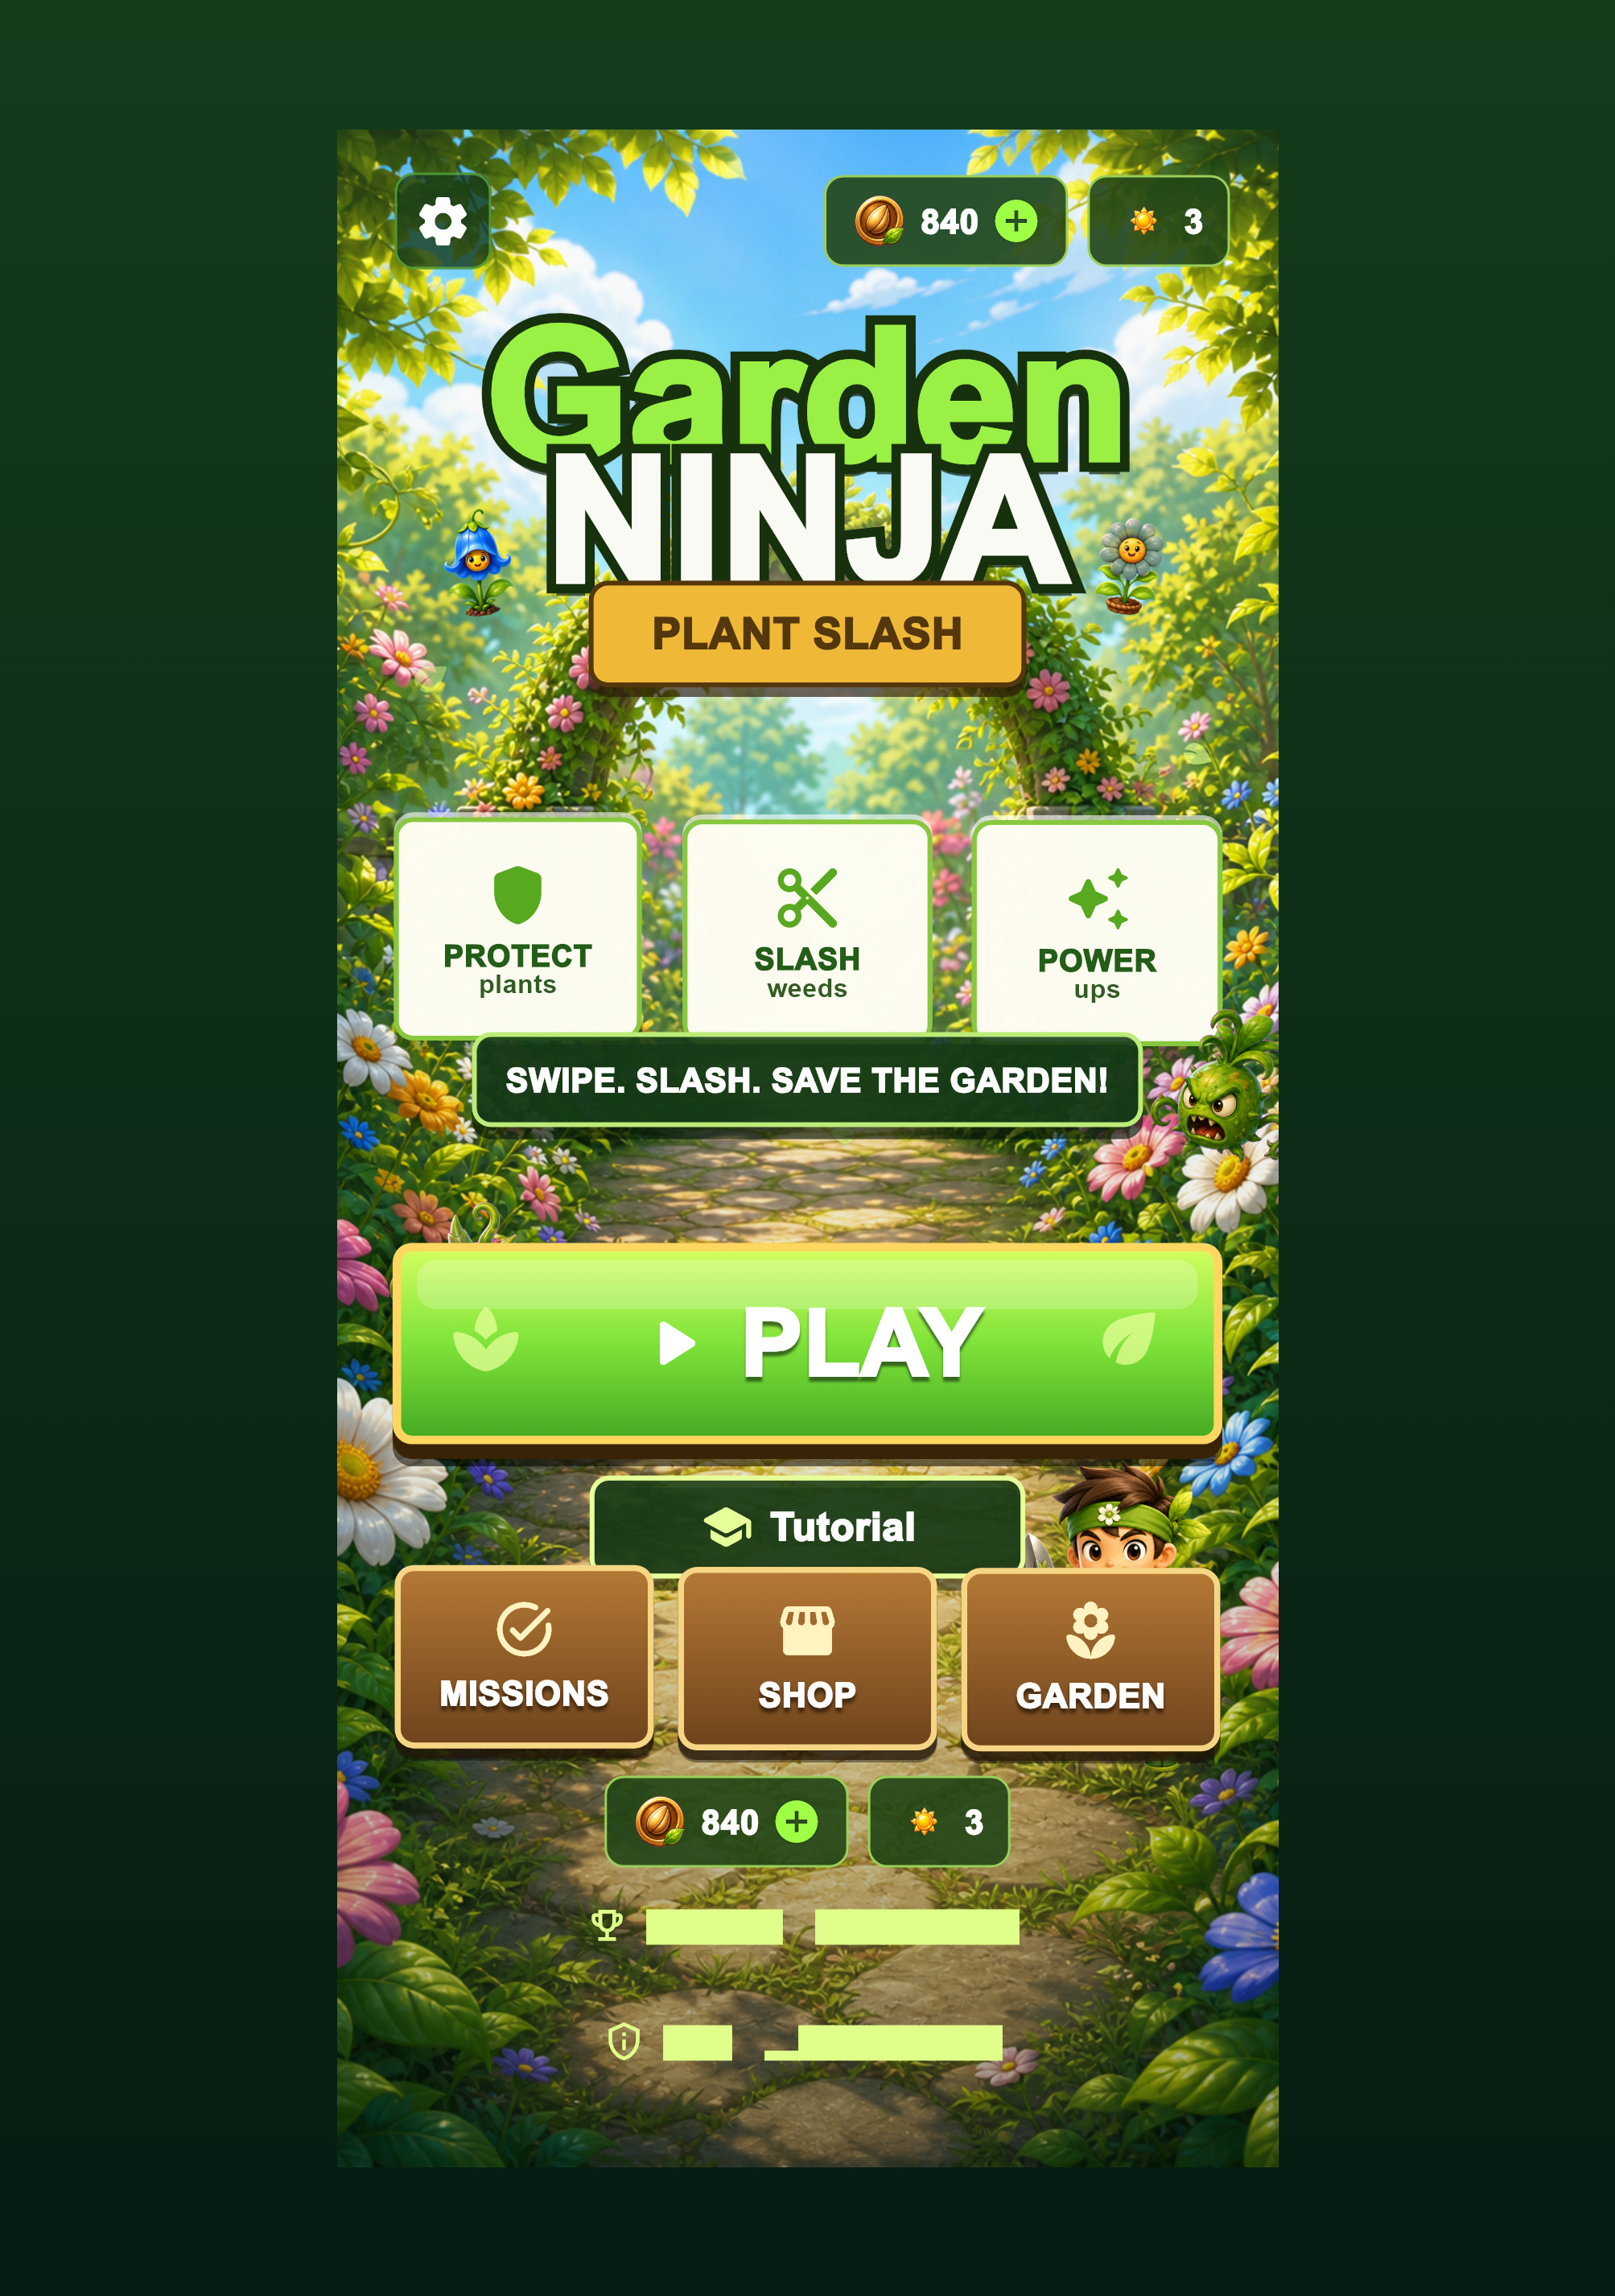 840 3
Garden
NINJA
PLANT SLASH
PROTECT
plants
SLASH
weeds
POWER
ups
SWIPE. SLASH. SAVE THE GARDEN!
PLAY
Tutorial
MISSIONS
SHOP
GARDEN
840 3